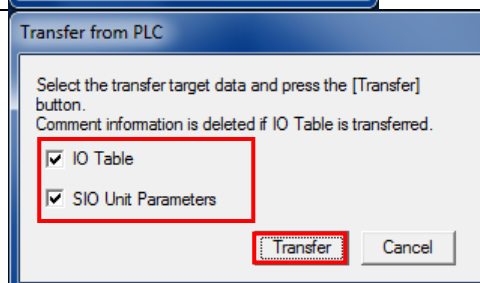 Transfer from PLC
Select the transfer target data and press the [Transfer]
button.
Comment information is deleted if IO Table is transferred.
IO Table
SIO Unit Parameters
Transfer
Cancel